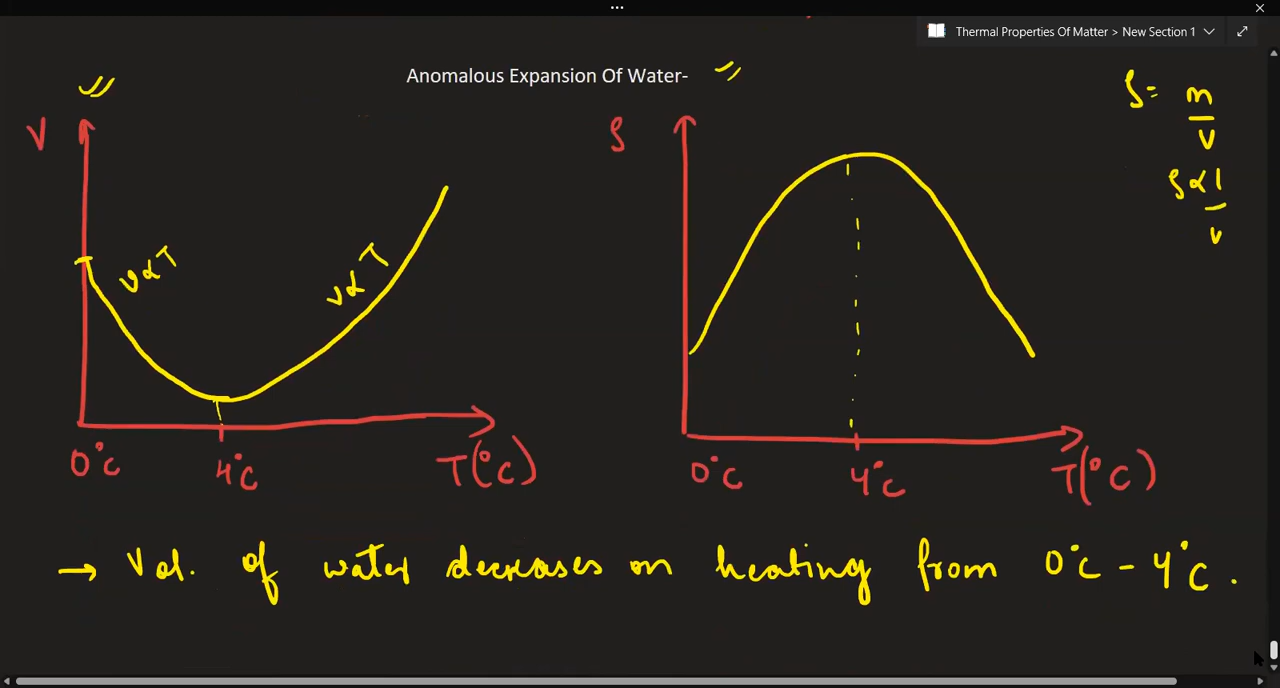 Thermal Properties Of Matter > New Section 1
Anomalous Expansion Of Water-
V
V∝T
V∝T
0°C
4°C
T(°C)
ρ
0°C
4°C
T(°C)
ρ= m/V
ρ∝1/V
→ Vol. of water decreases on heating from 0°C - 4°C.